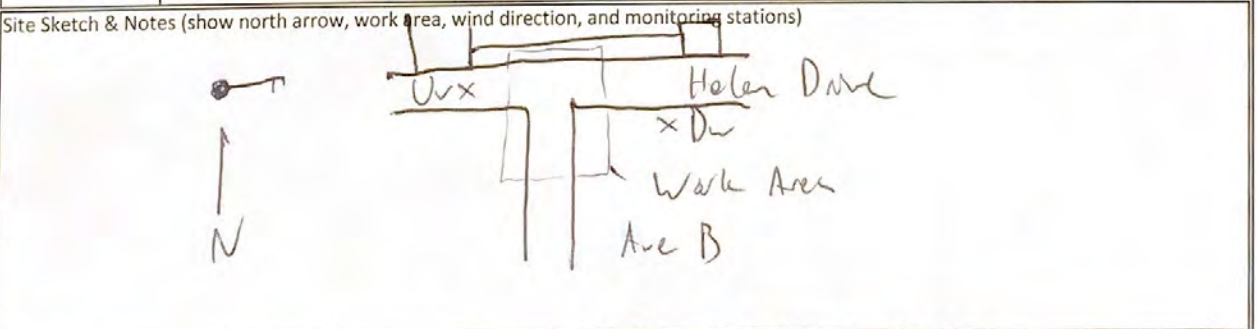 Site Sketch & Notes (show north arrow, work area, wind direction, and monitoring stations)
Uw x
Helen Drive
x Dw
Work Area
N
Ave B